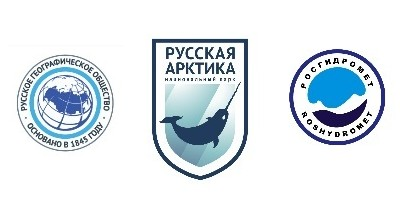 РУССКОЕ ГЕОГРАФИЧЕСКОЕ ОБЩЕСТВО
ОСНОВАНО В 1845 ГОДУ
РУССКАЯ
АРКТИКА
национальный парк
РОСГИДРОМЕТ
ROSHYDROMET